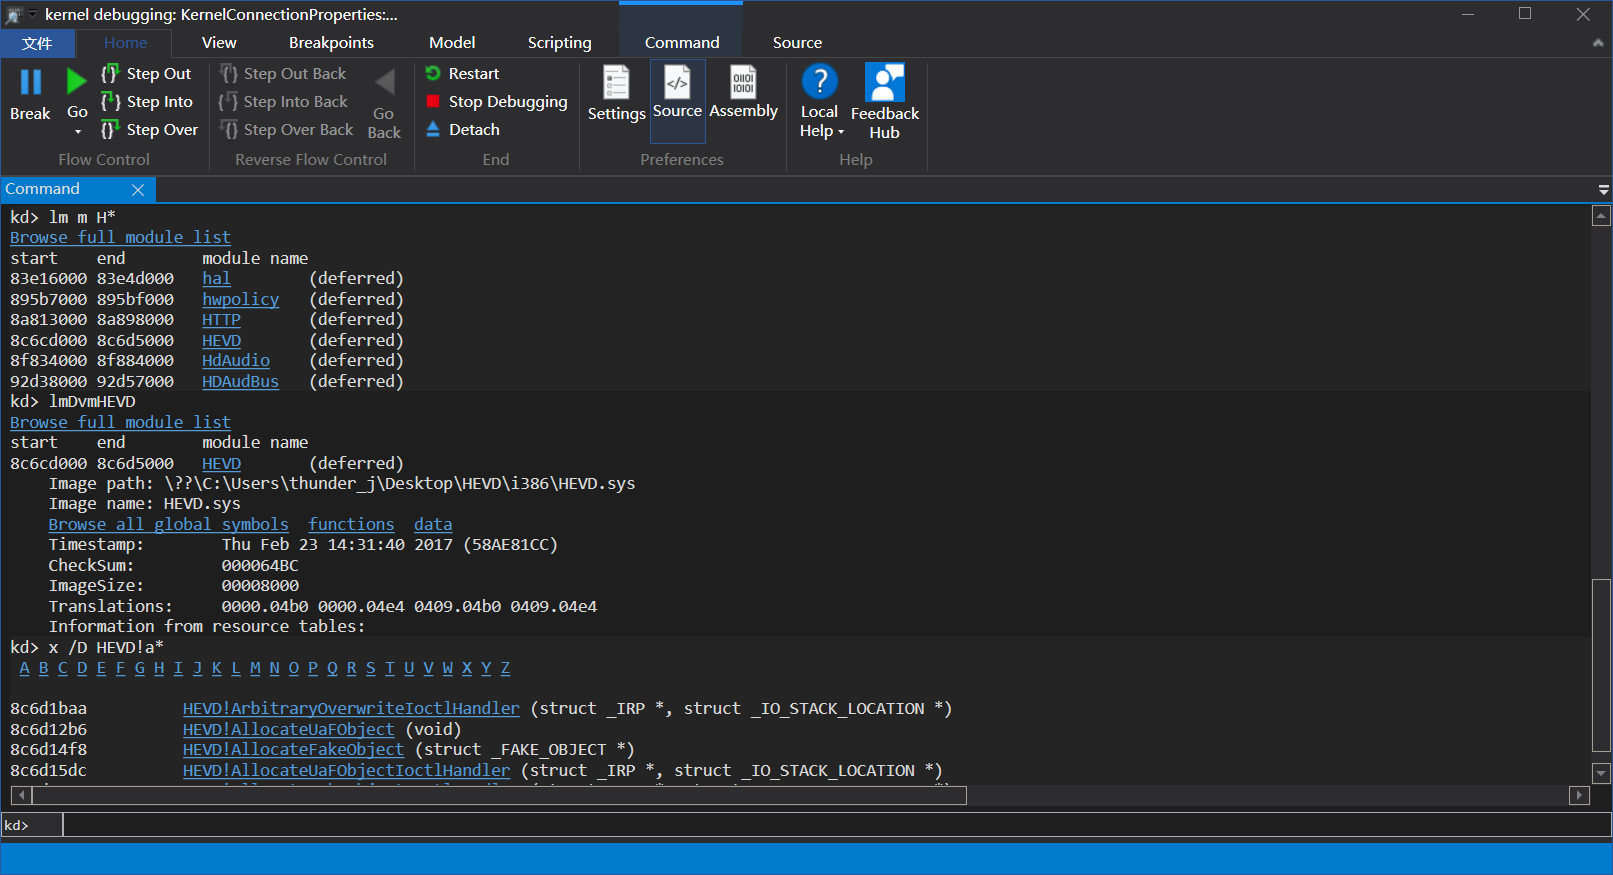 kernel debugging: KernelConnectionProperties:...
文件 Home View Breakpoints Model Scripting Command Source
Break
Go
Step Out
Step Into
Step Over
Flow Control
Step Out Back
Step Into Back
Step Over Back
Go Back
Reverse Flow Control
Restart
Stop Debugging
Detach
End
Settings
Source
Assembly
Preferences
Local Help
Feedback Hub
Help
Command
kd> lm m H*
Browse full module list
start    end        module name
83e16000 83e4d000   hal        (deferred)
895b7000 895bf000   hwpolicy   (deferred)
8a813000 8a898000   HTTP       (deferred)
8c6cd000 8c6d5000   HEVD       (deferred)
8f834000 8f884000   HdAudio    (deferred)
92d38000 92d57000   HDAudBus   (deferred)
kd> lmDvmHEVD
Browse full module list
start    end        module name
8c6cd000 8c6d5000   HEVD       (deferred)
    Image path: \??\C:\Users\thunder_j\Desktop\HEVD\i386\HEVD.sys
    Image name: HEVD.sys
    Browse all global symbols  functions  data
    Timestamp:        Thu Feb 23 14:31:40 2017 (58AE81CC)
    CheckSum:         000064BC
    ImageSize:        00008000
    Translations:     0000.04b0 0000.04e4 0409.04b0 0409.04e4
    Information from resource tables:
kd> x /D HEVD!a*
 A B C D E F G H I J K L M N O P Q R S T U V W X Y Z
8c6d1baa          HEVD!ArbitraryOverwriteIoctlHandler (struct _IRP *, struct _IO_STACK_LOCATION *)
8c6d12b6          HEVD!AllocateUaFObject (void)
8c6d14f8          HEVD!AllocateFakeObject (struct _FAKE_OBJECT *)
8c6d15dc          HEVD!AllocateUaFObjectIoctlHandler (struct _IRP *, struct _IO_STACK_LOCATION *)
kd>